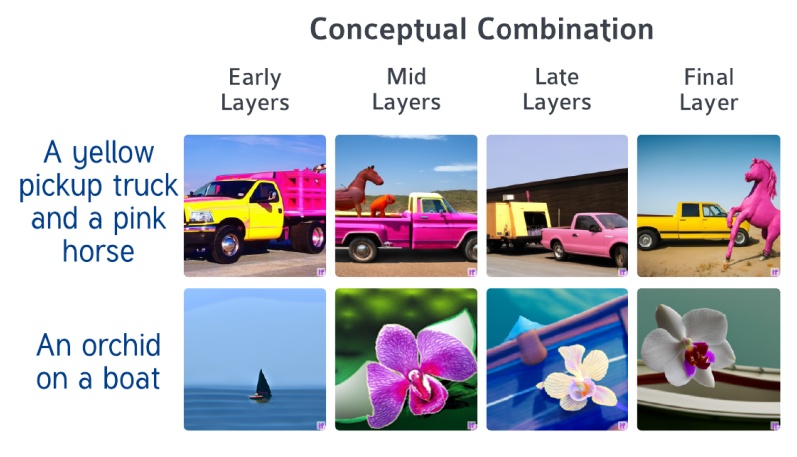 Conceptual Combination
Early
Layers
Mid
Layers
Late
Layers
Final
Layer
A yellow
pickup truck
and a pink
horse
An orchid
on a boat